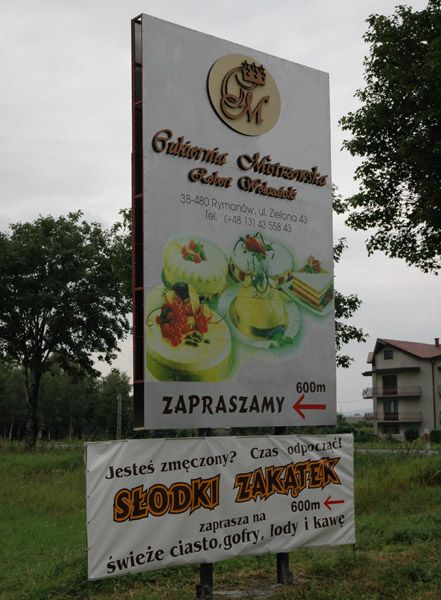 CM
Cukiernia Mistrzowska
Robert
38-480 Rymanów, ul. Zielona 43
Tel. (+48 13) 43 558 43
600m
ZAPRASZAMY
Jesteś zmęczony? Czas odpocząć!
SŁODKI ZAKĄTEK
zaprasza na 600m
świeże ciasto, gofry, lody i kawę